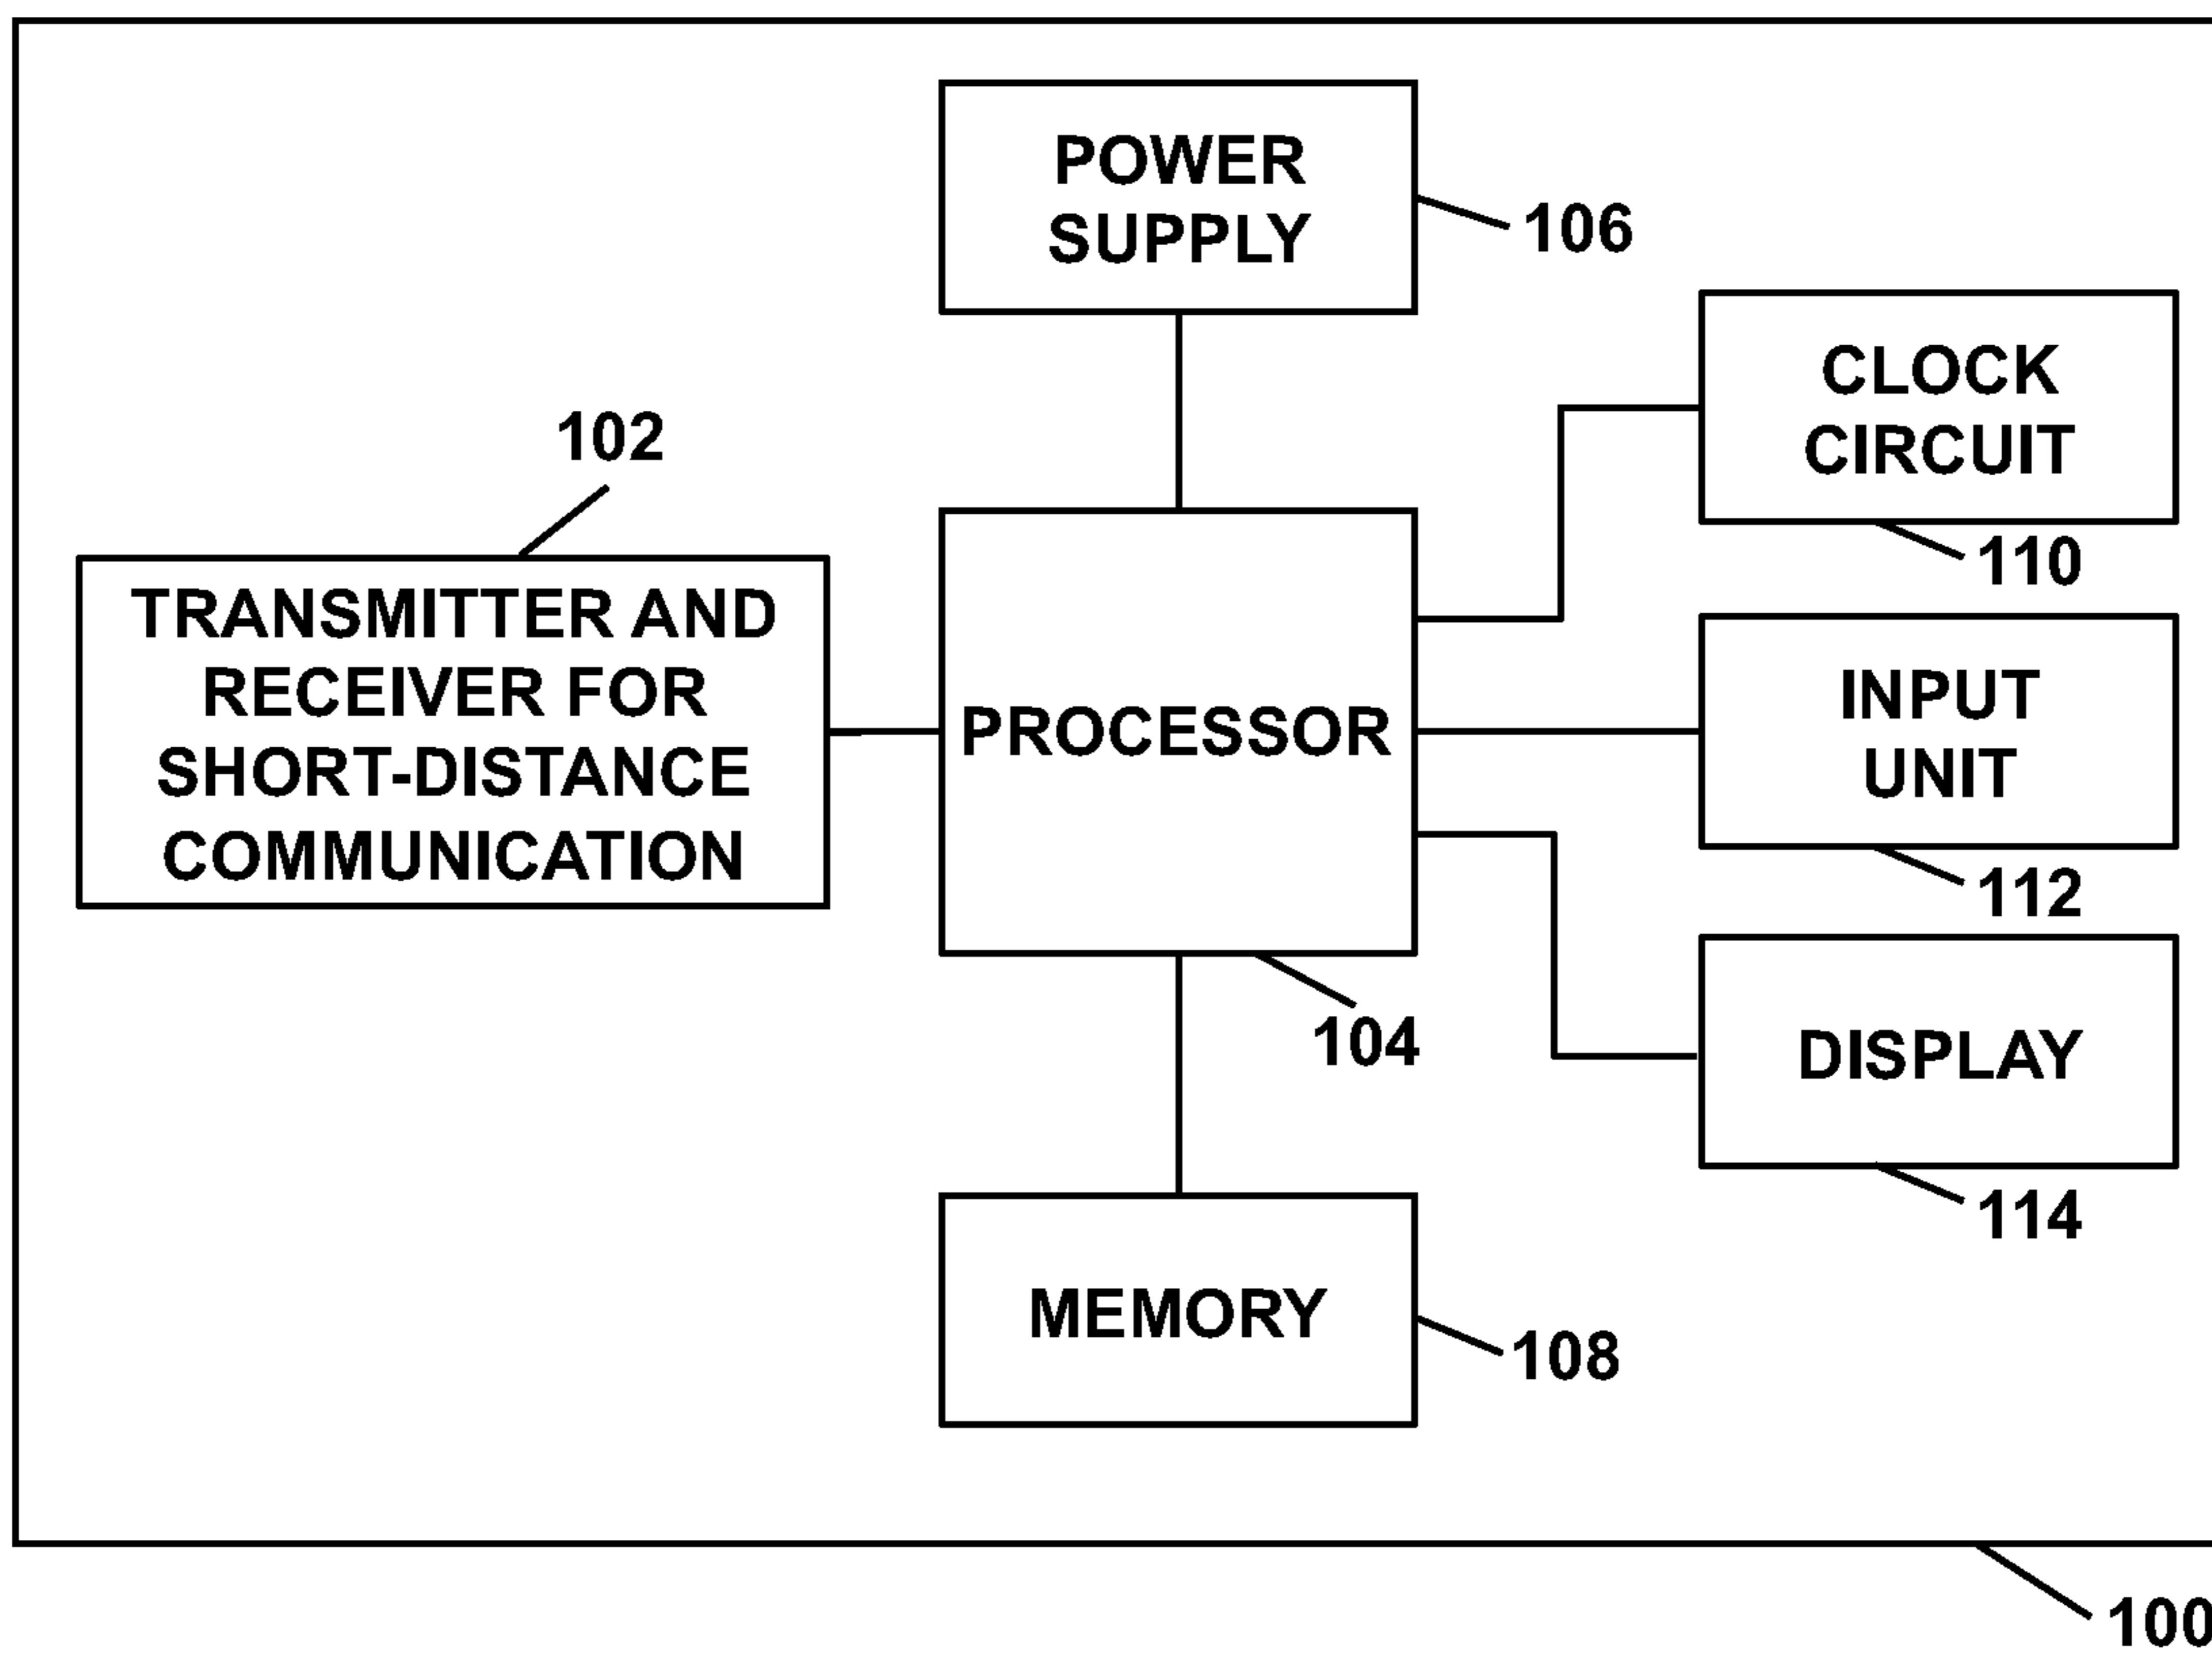 POWER
SUPPLY
106
CLOCK
CIRCUIT
110
102
TRANSMITTER AND
RECEIVER FOR
SHORT-DISTANCE
COMMUNICATION
PROCESSOR
104
INPUT
UNIT
112
DISPLAY
114
MEMORY
108
100